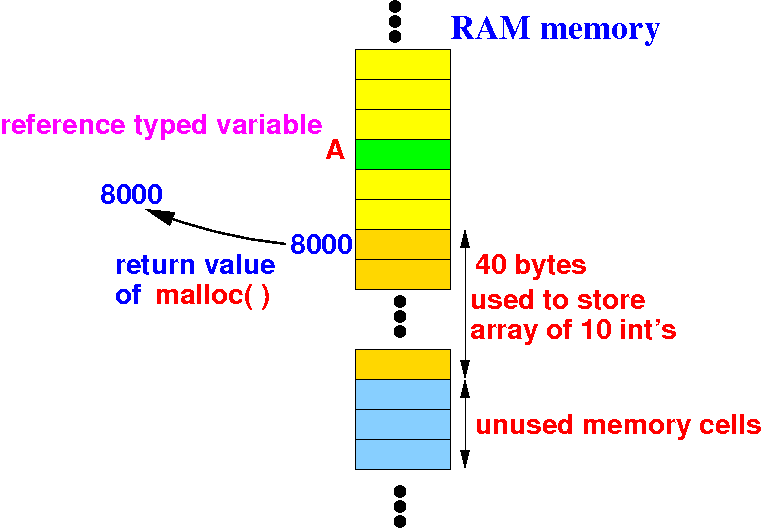 RAM memory
reference typed variable
A
8000
8000
return value
of malloc( )
40 bytes
used to store
array of 10 int's
unused memory cells